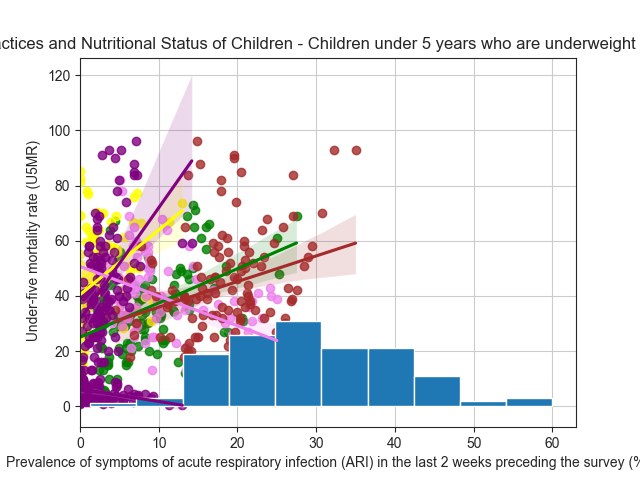 ctices and Nutritional Status of Children - Children under 5 years who are underweight
120
100
80
60
40
20
0
Under-five mortality rate (U5MR)
0 10 20 30 40 50 60
Prevalence of symptoms of acute respiratory infection (ARI) in the last 2 weeks preceding the survey (%